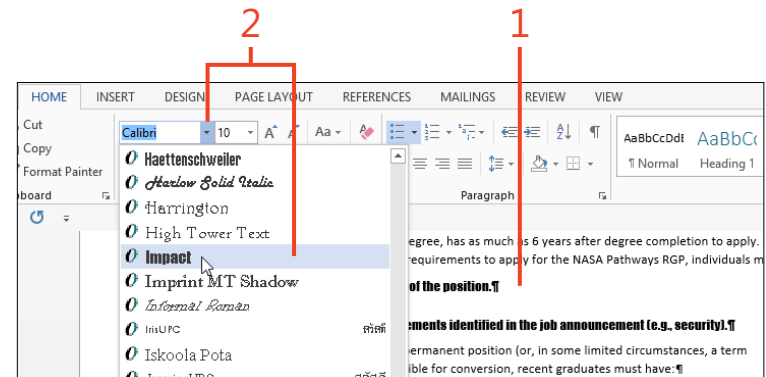 2
1
HOME INSERT DESIGN PAGE LAYOUT REFERENCES MAILINGS REVIEW VIEW
Cut
Copy
Format Painter
board
Calibri 10 Aa
AaBbCcDdE AaBbCc
¶ Normal Heading 1
Paragraph
Haettenschweiler
Harlow Solid Italic
Harrington
High Tower Text
Impact
Imprint MT Shadow
Informal Roman
IrisUPC
Iskoola Pota
egree, has as much as 6 years after degree completion to apply.
requirements to apply for the NASA Pathways RGP, individuals m
of the position.¶
ements identified in the job announcement (e.g., security).¶
ermanent position (or, in some limited circumstances, a term
ible for conversion, recent graduates must have:¶